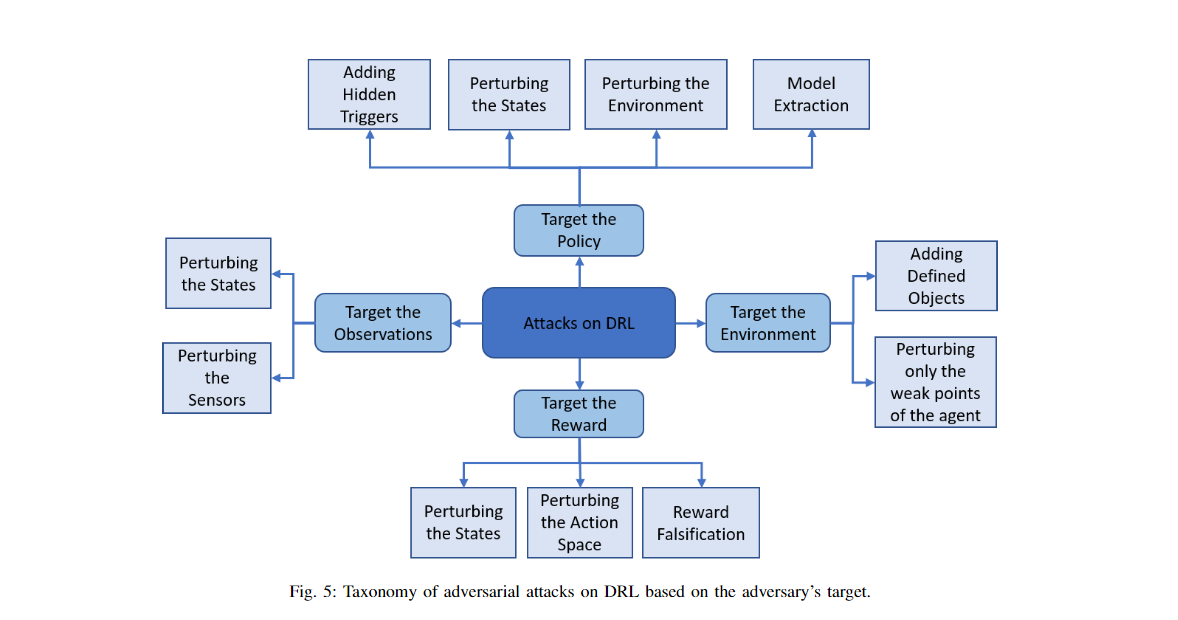 Adding
Hidden
Triggers
Perturbing
the States
Perturbing the
Environment
Model
Extraction
Target the
Policy
Perturbing
the States
Perturbing
the
Sensors
Target the
Observations
Attacks on DRL
Target the
Environment
Adding
Defined
Objects
Perturbing
only the
weak points
of the agent
Target the
Reward
Perturbing
the States
Perturbing
the Action
Space
Reward
Falsification
Fig. 5: Taxonomy of adversarial attacks on DRL based on the adversary's target.